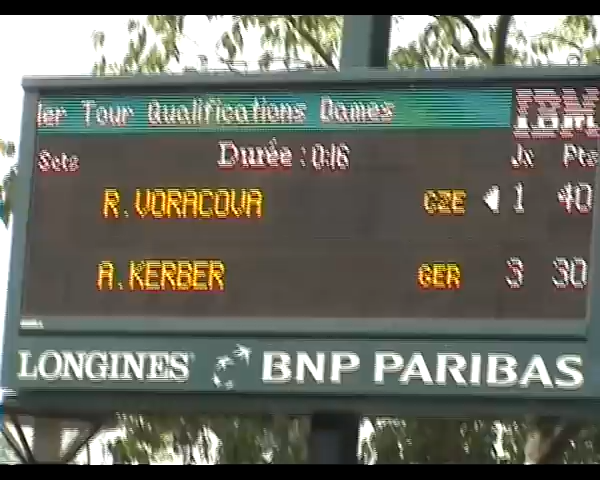 1er Tour Qualifications Dames
IBM
Sets Durée : 0:16 Jx Pts
R. VORACOVA CZE 1 40
A. KERBER GER 3 30
LONGINES BNP PARIBAS